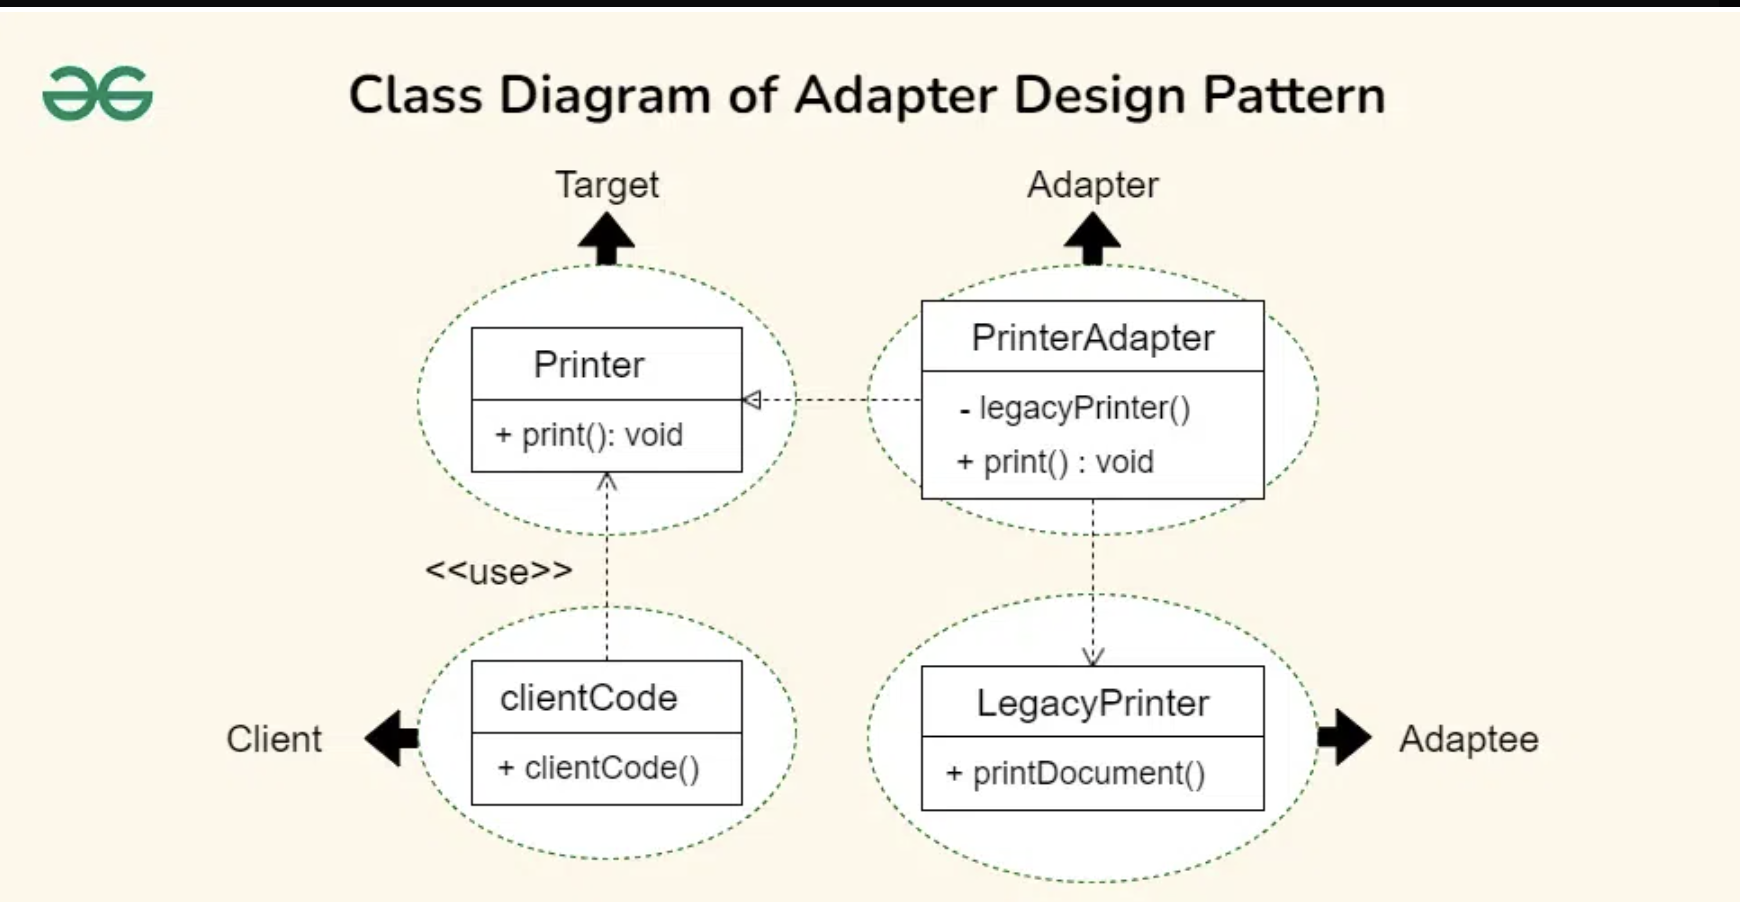 Class Diagram of Adapter Design Pattern
Target
Adapter
Printer
+ print(): void
PrinterAdapter
- legacyPrinter()
+ print() : void
<<use>>
clientCode
+ clientCode()
Client
LegacyPrinter
+ printDocument()
Adaptee